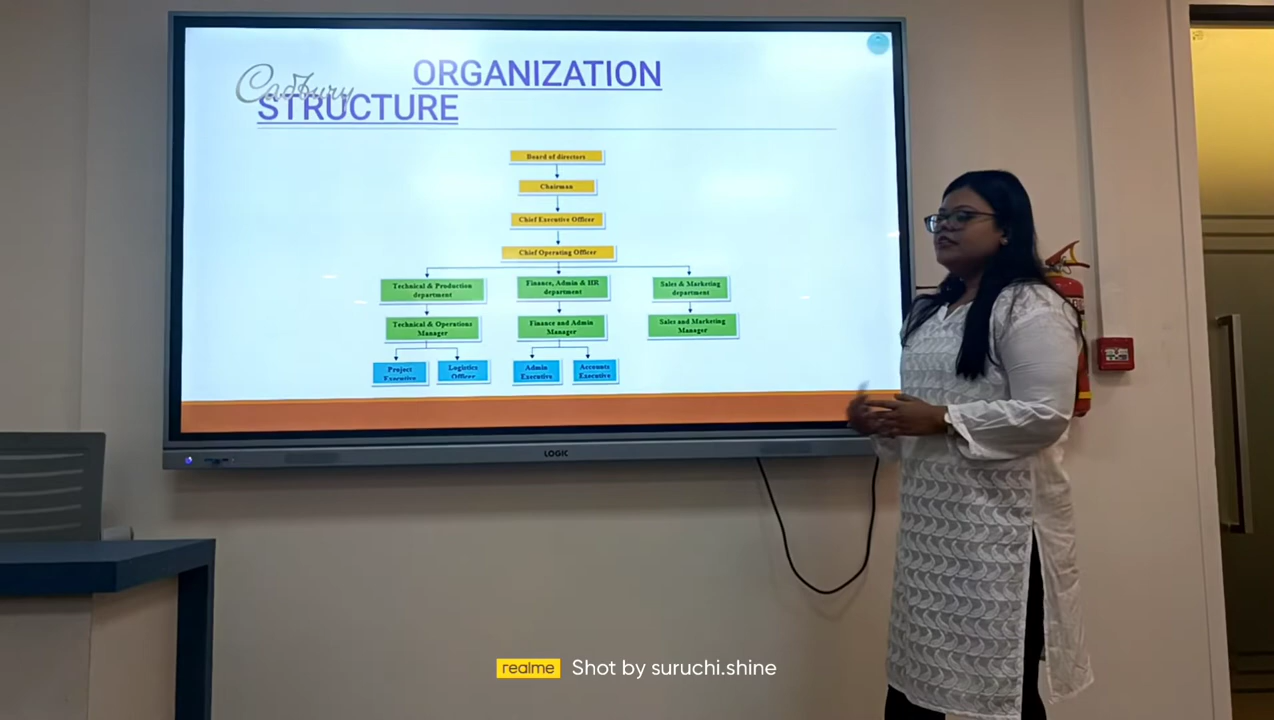 ORGANIZATION
Cadbury
STRUCTURE
Board of directors
Chairman
Chief Executive Officer
Chief Operating Officer
Technical & Production
department
Finance, Admin & HR
department
Sales & Marketing
department
Technical & Operations
Manager
Finance and Admin
Manager
Sales and Marketing
Manager
Project
Executive
Logistics
Officer
Admin
Executive
Accounts
Executive
LOGIC
realme Shot by suruchi.shine